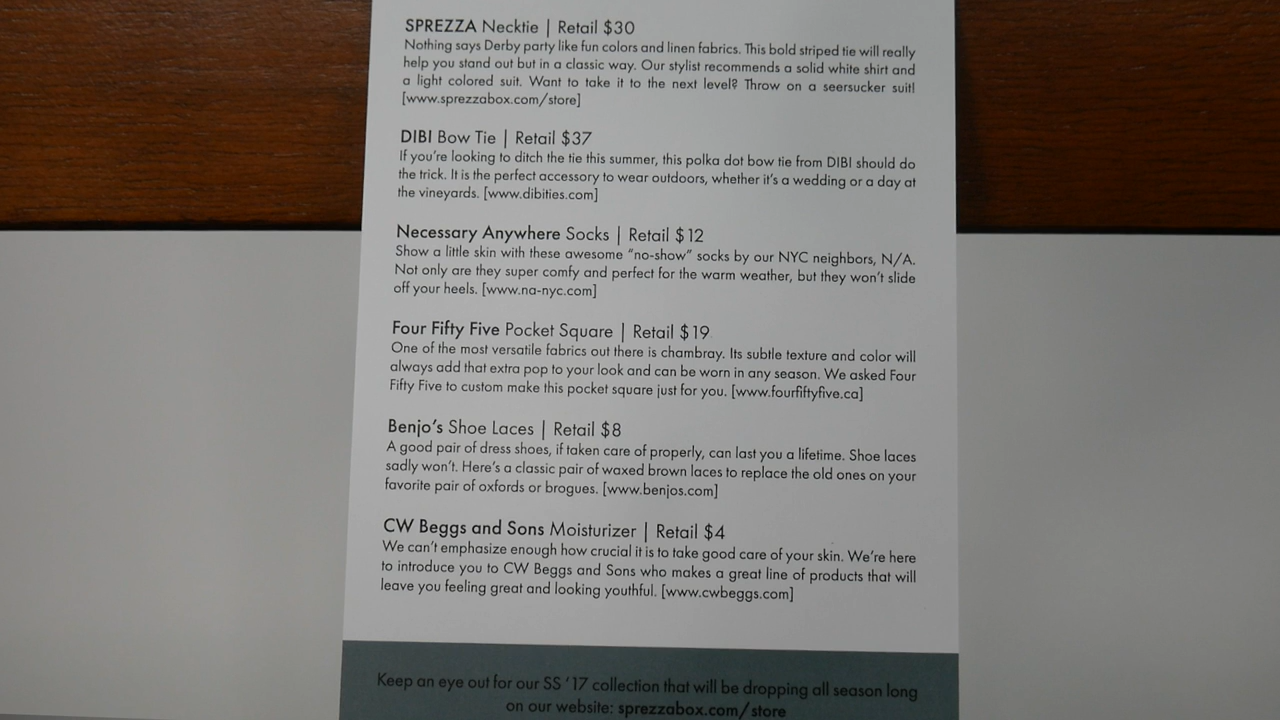 SPREZZA Necktie | Retail $30
Nothing says Derby party like fun colors and linen fabrics. This bold striped tie will really
help you stand out but in a classic way. Our stylist recommends a solid white shirt and
a light colored suit. Want to take it to the next level? Throw on a seersucker suit!
[www.sprezzabox.com/store]
DIBI Bow Tie | Retail $37
If you're looking to ditch the tie this summer, this polka dot bow tie from DIBI should do
the trick. It is the perfect accessory to wear outdoors, whether it's a wedding or a day at
the vineyards. [www.dibities.com]
Necessary Anywhere Socks | Retail $12
Show a little skin with these awesome “no-show” socks by our NYC neighbors, N/A.
Not only are they super comfy and perfect for the warm weather, but they won't slide
off your heels. [www.na-nyc.com]
Four Fifty Five Pocket Square | Retail $19
One of the most versatile fabrics out there is chambray. Its subtle texture and color will
always add that extra pop to your look and can be worn in any season. We asked Four
Fifty Five to custom make this pocket square just for you. [www.fourfiftyfive.ca]
Benjo's Shoe Laces | Retail $8
A good pair of dress shoes, if taken care of properly, can last you a lifetime. Shoe laces
sadly won't. Here's a classic pair of waxed brown laces to replace the old ones on your
favorite pair of oxfords or brogues. [www.benjos.com]
CW Beggs and Sons Moisturizer | Retail $4
We can't emphasize enough how crucial it is to take good care of your skin. We're here
to introduce you to CW Beggs and Sons who makes a great line of products that will
leave you feeling great and looking youthful. [www.cwbeggs.com]
Keep an eye out for our SS '17 collection that will be dropping all season long
on our website: sprezzabox.com/store